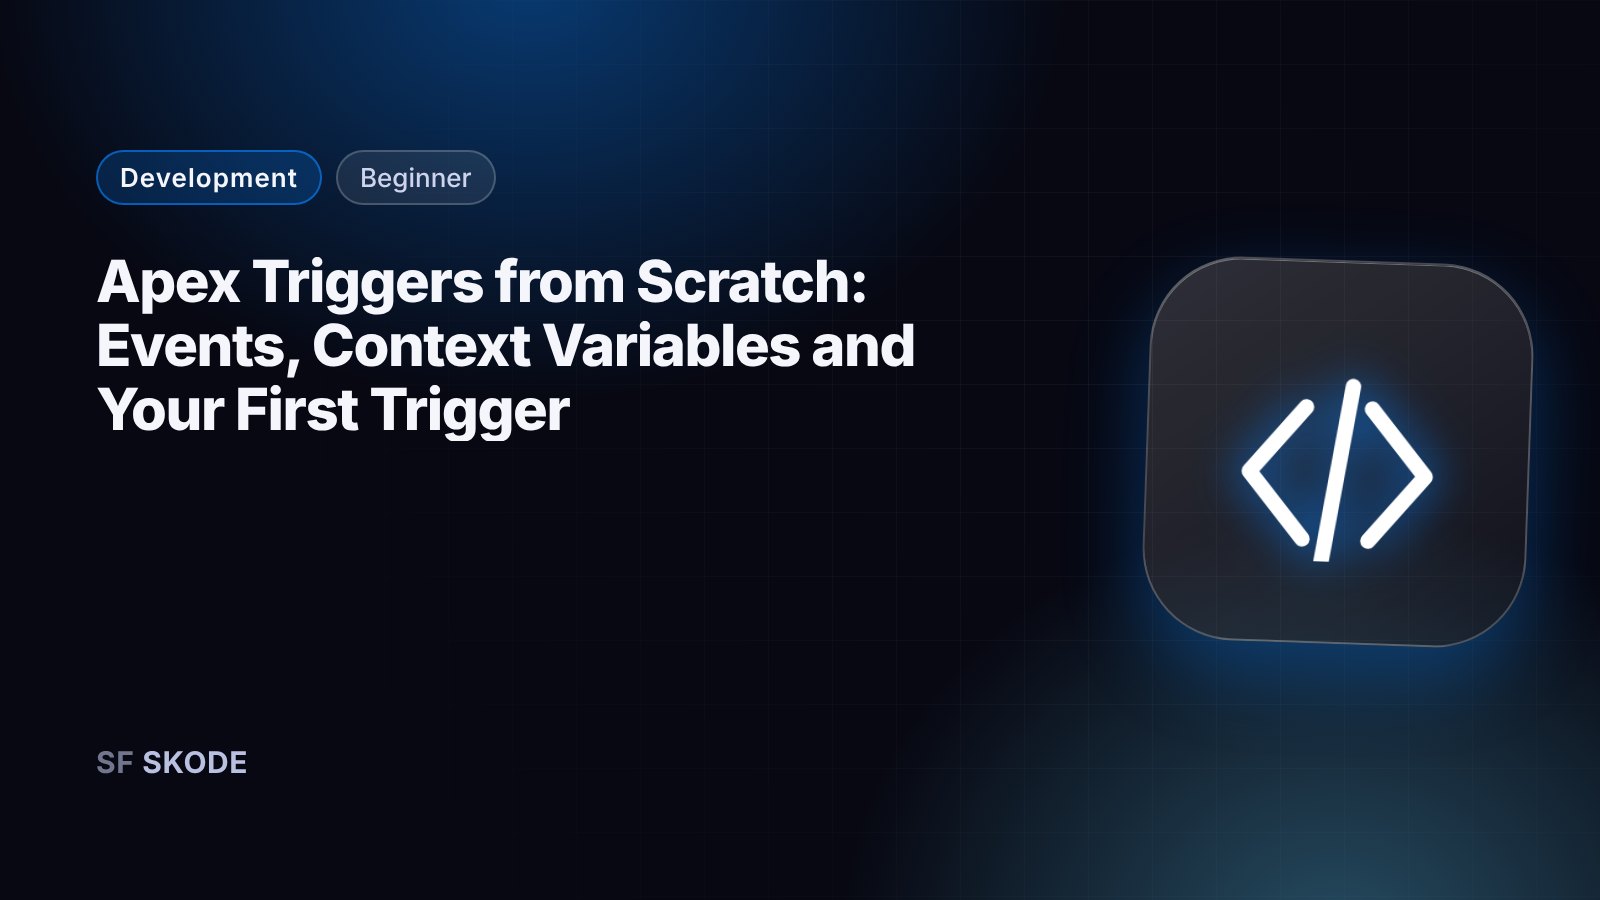 Development
Beginner
Apex Triggers from Scratch:
Events, Context Variables and
Your First Trigger
SF SKODE